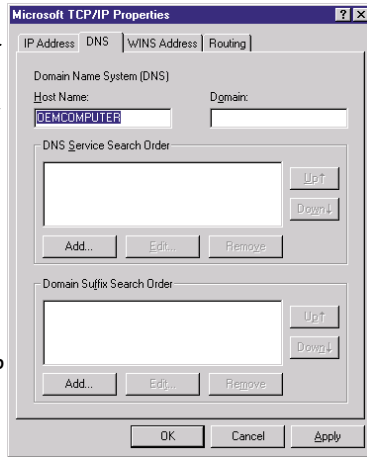 Microsoft TCP/IP Properties
IP Address DNS WINS Address Routing
Domain Name System (DNS)
Host Name: Domain:
OEMCOMPUTER
DNS Service Search Order
Up↑
Down↓
Add... Edit... Remove
Domain Suffix Search Order
Up↑
Down↓
Add... Edit... Remove
OK Cancel Apply